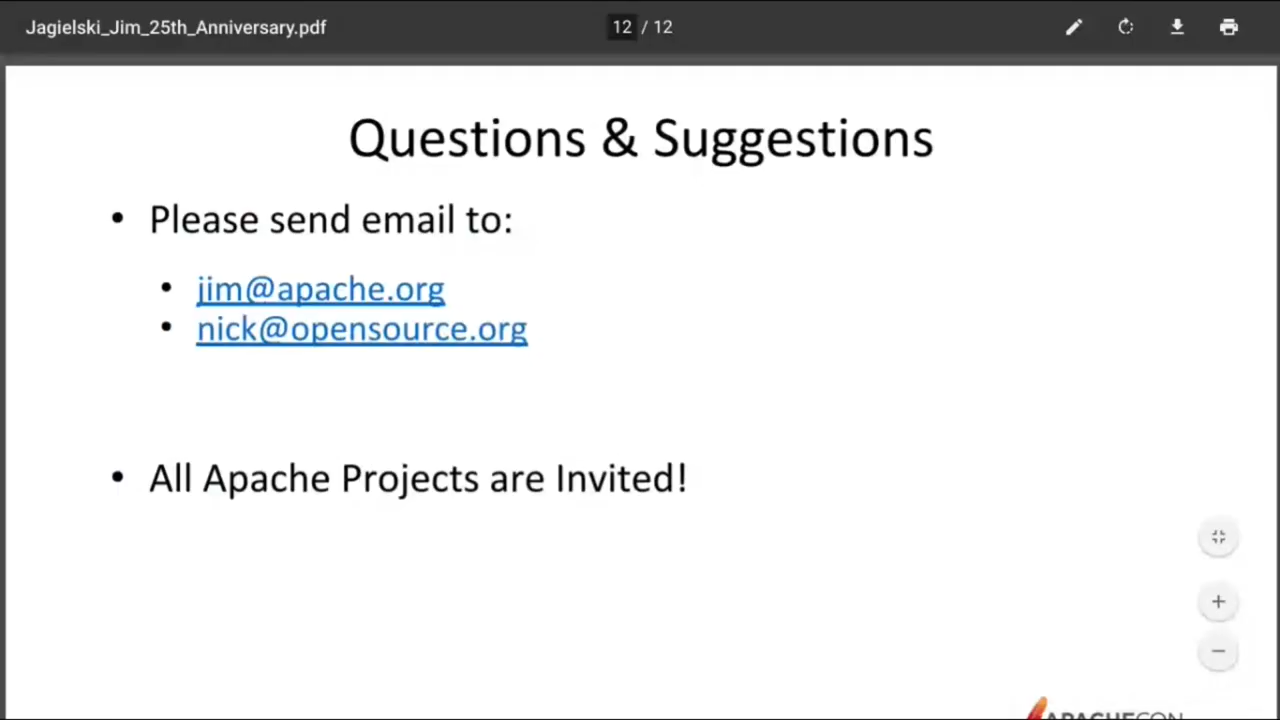 Jagielski_Jim_25th_Anniversary.pdf
12 / 12
Questions & Suggestions
• Please send email to:
• jim@apache.org
• nick@opensource.org
• All Apache Projects are Invited!
APACHECON